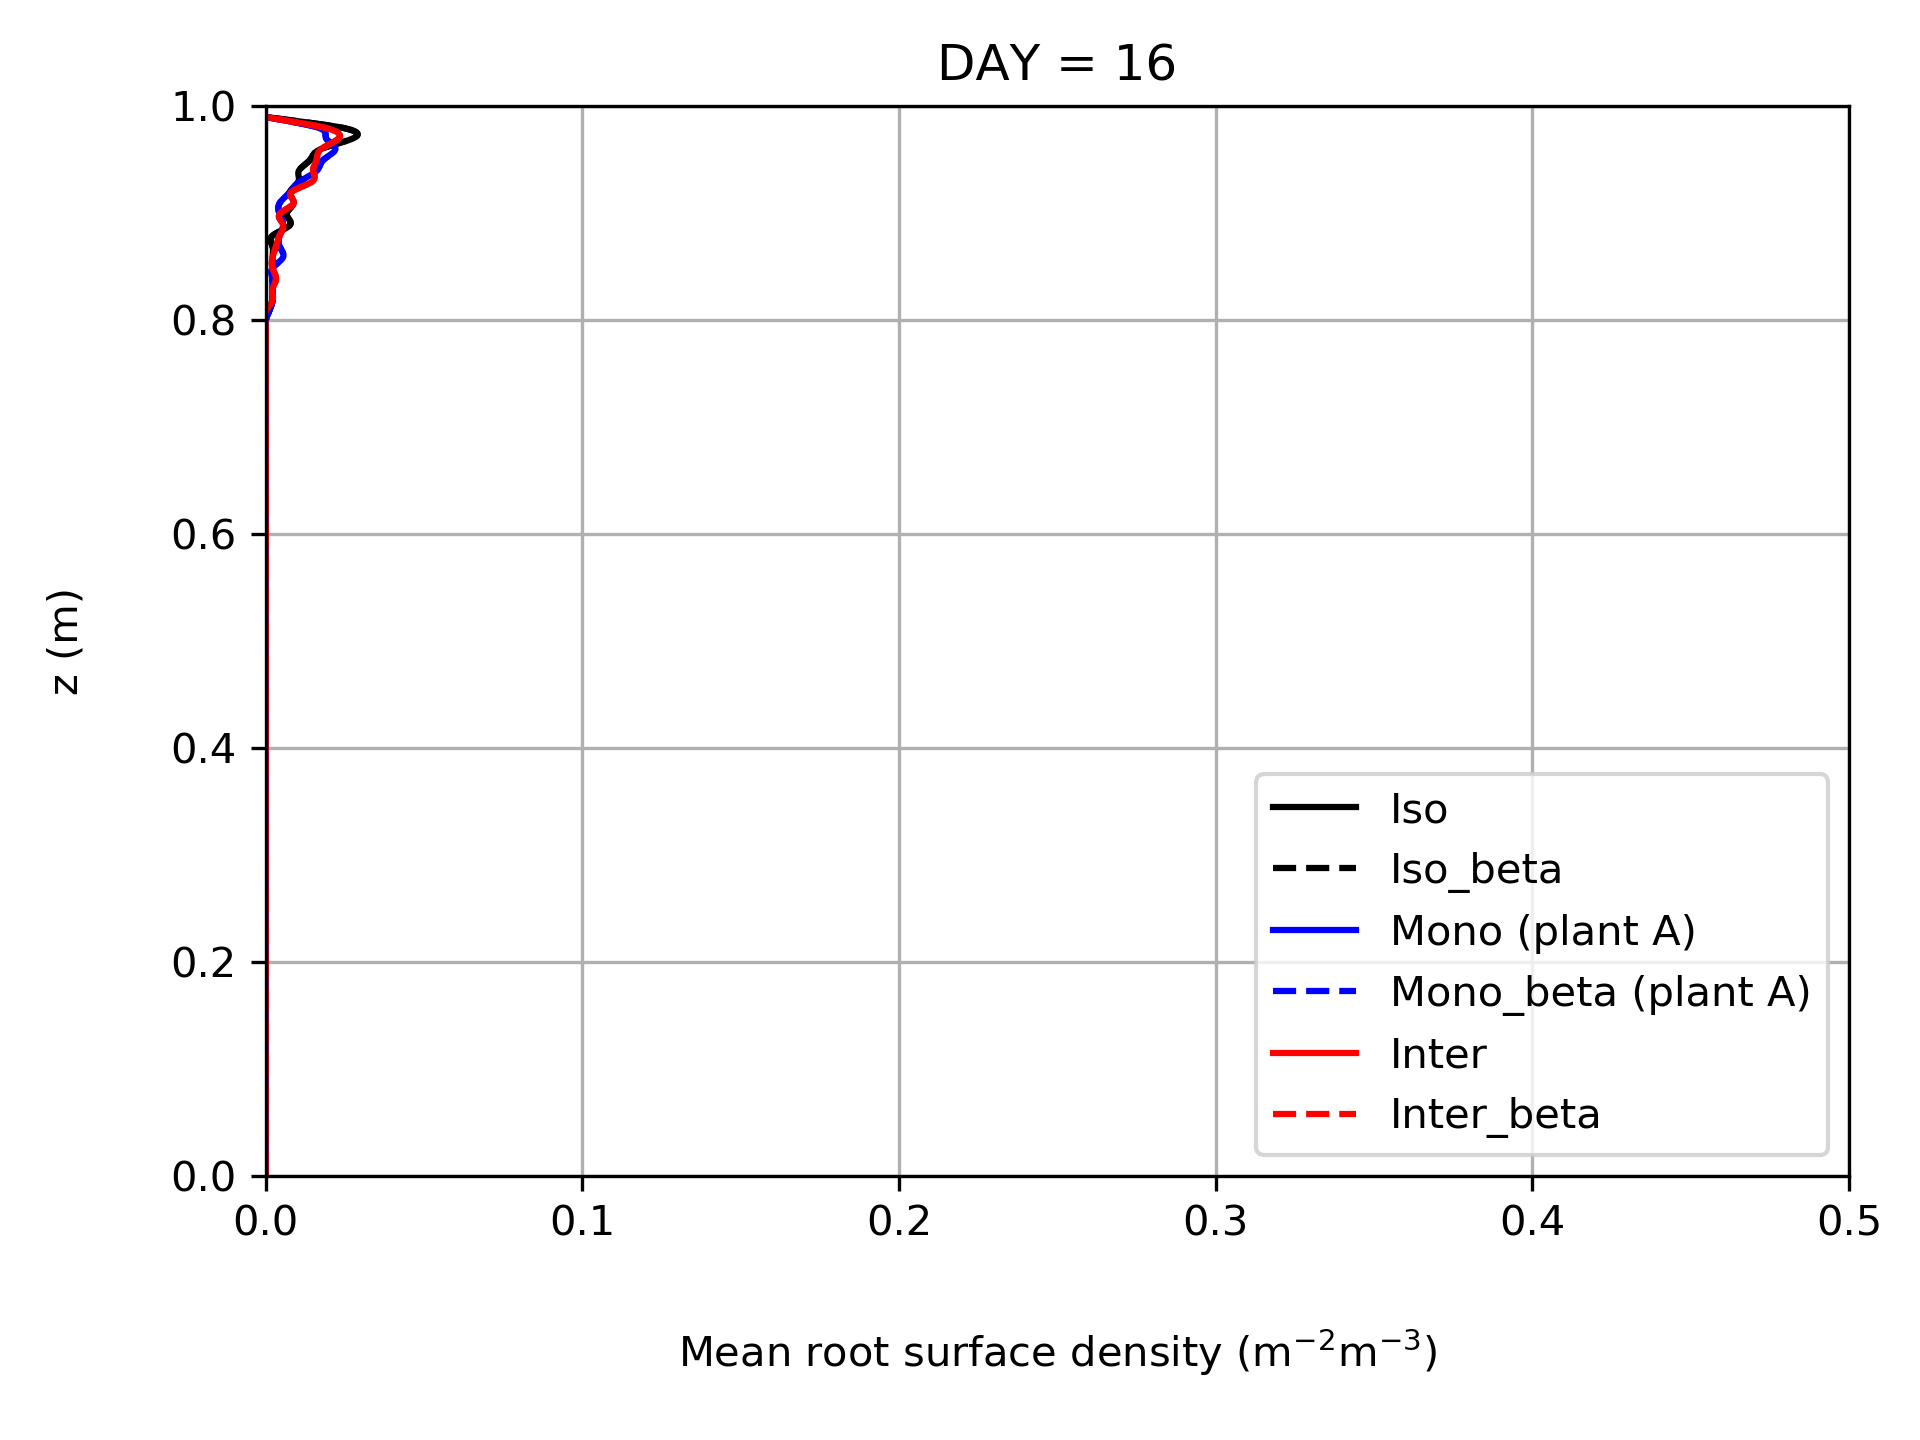 DAY = 16
1.0
0.8
0.6
0.4
0.2
0.0
z (m)
0.0 0.1 0.2 0.3 0.4 0.5
Mean root surface density (m⁻²m⁻³)
Iso
Iso_beta
Mono (plant A)
Mono_beta (plant A)
Inter
Inter_beta